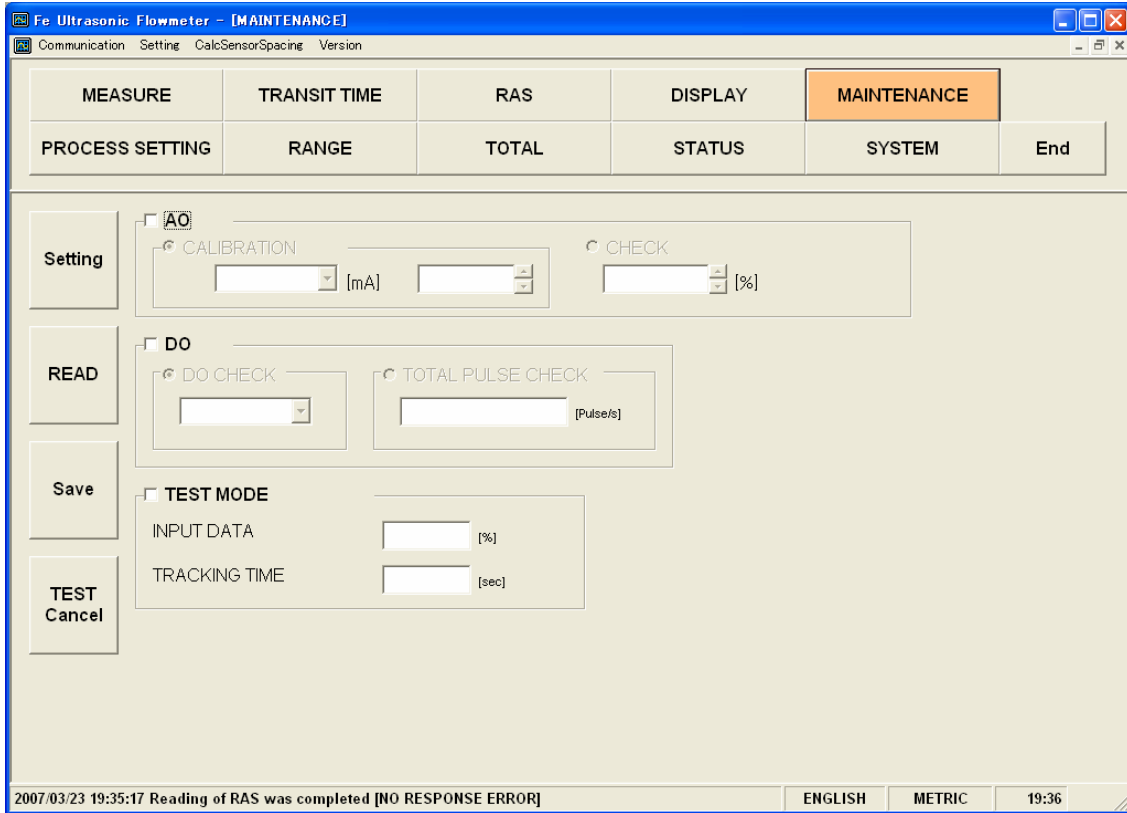 Fe Ultrasonic Flowmeter - [MAINTENANCE]
Communication Setting CalcSensorSpacing Version
MEASURE TRANSIT TIME RAS DISPLAY MAINTENANCE
PROCESS SETTING RANGE TOTAL STATUS SYSTEM End
Setting
READ
Save
TEST
Cancel
AO
CALIBRATION CHECK
[mA] [%]
DO
DO CHECK TOTAL PULSE CHECK
[Pulse/s]
TEST MODE
INPUT DATA [%]
TRACKING TIME [sec]
2007/03/23 19:35:17 Reading of RAS was completed [NO RESPONSE ERROR] ENGLISH METRIC 19:36